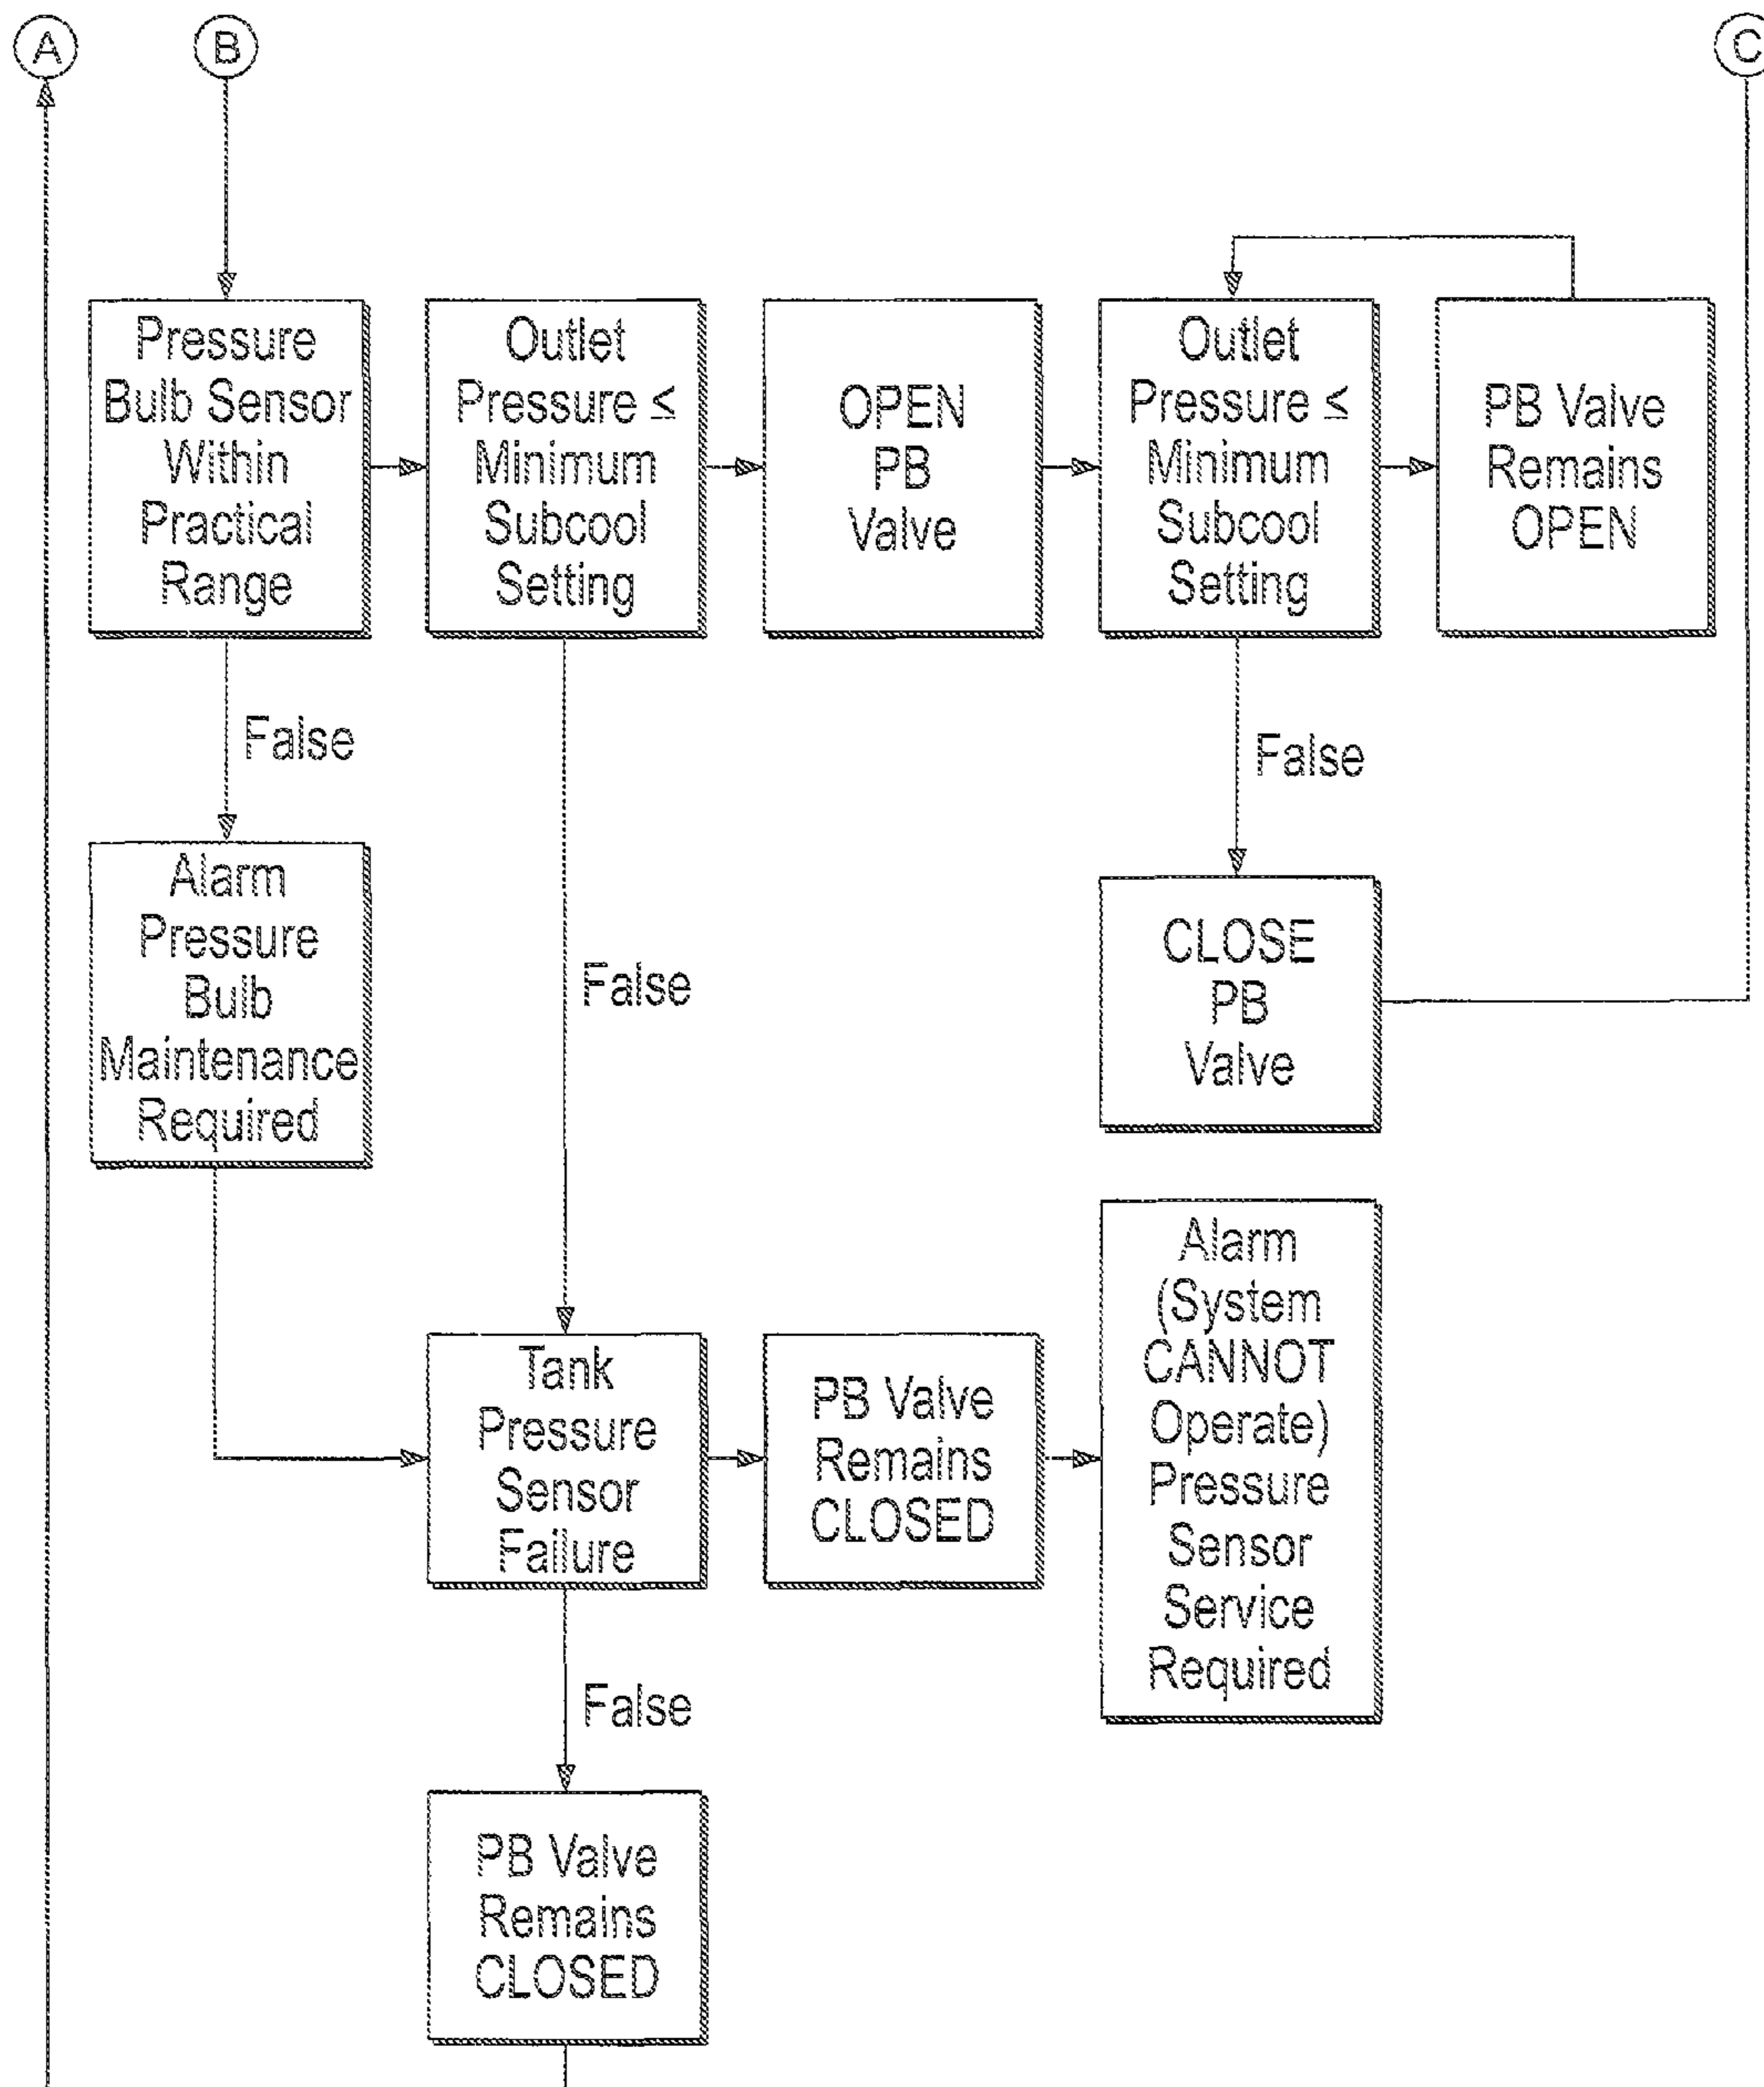 A
B
C
Pressure
Bulb Sensor
Within
Practical
Range
Outlet
Pressure ≤
Minimum
Subcool
Setting
OPEN
PB
Valve
Outlet
Pressure ≤
Minimum
Subcool
Setting
PB Valve
Remains
OPEN
False
False
False
Alarm
Pressure
Bulb
Maintenance
Required
CLOSE
PB
Valve
Tank
Pressure
Sensor
Failure
PB Valve
Remains
CLOSED
Alarm
(System
CANNOT
Operate)
Pressure
Sensor
Service
Required
False
PB Valve
Remains
CLOSED